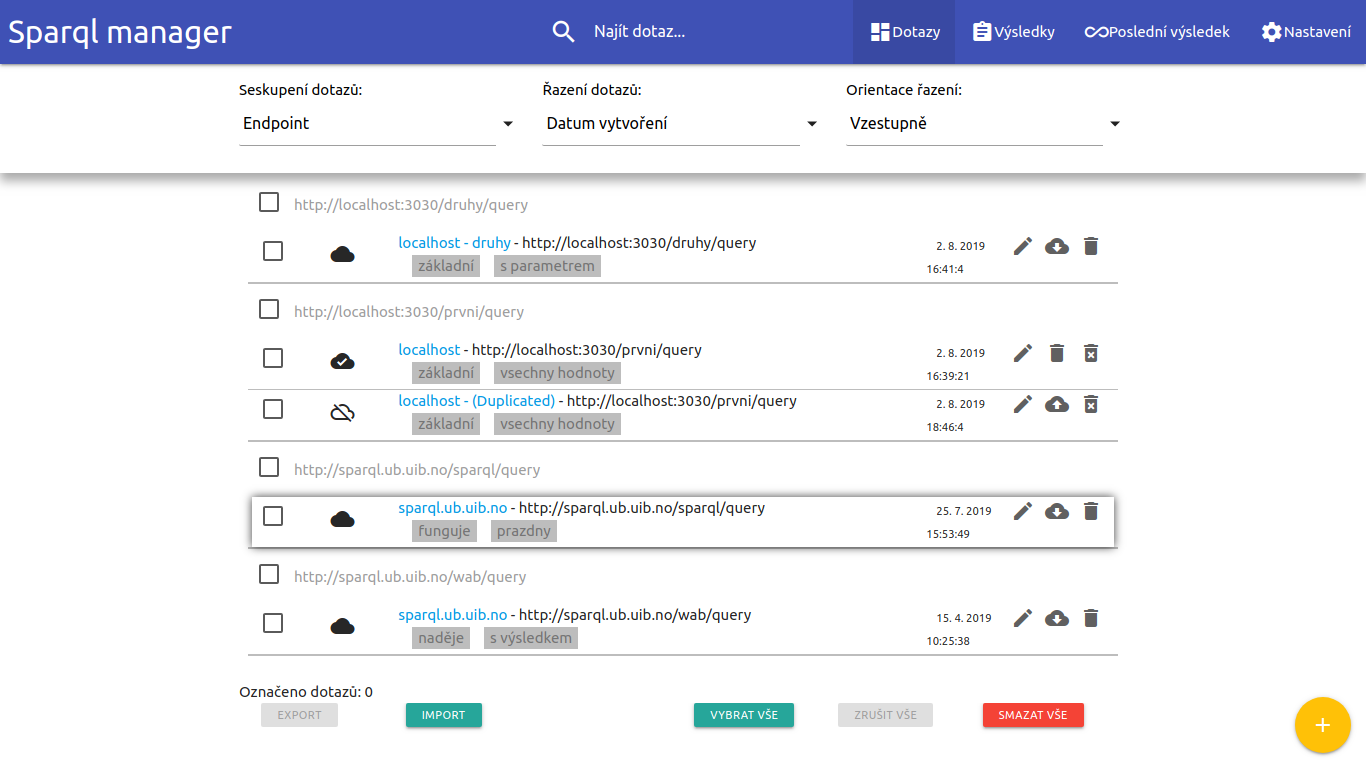 Sparql manager
Najít dotaz...
Dotazy
Výsledky
Poslední výsledek
Nastavení
Seskupení dotazů:
Řazení dotazů:
Orientace řazení:
Endpoint
Datum vytvoření
Vzestupně
http://localhost:3030/druhy/query
localhost - druhy - http://localhost:3030/druhy/query
2. 8. 2019
základní
s parametrem
16:41:4
http://localhost:3030/prvni/query
localhost - http://localhost:3030/prvni/query
2. 8. 2019
základní
vsechny hodnoty
16:39:21
localhost - (Duplicated) - http://localhost:3030/prvni/query
2. 8. 2019
základní
vsechny hodnoty
18:46:4
http://sparql.ub.uib.no/sparql/query
sparql.ub.uib.no - http://sparql.ub.uib.no/sparql/query
25. 7. 2019
funguje
prazdny
15:53:49
http://sparql.ub.uib.no/wab/query
sparql.ub.uib.no - http://sparql.ub.uib.no/wab/query
15. 4. 2019
naděje
s výsledkem
10:25:38
Označeno dotazů: 0
EXPORT
IMPORT
VYBRAT VŠE
ZRUŠIT VŠE
SMAZAT VŠE
+